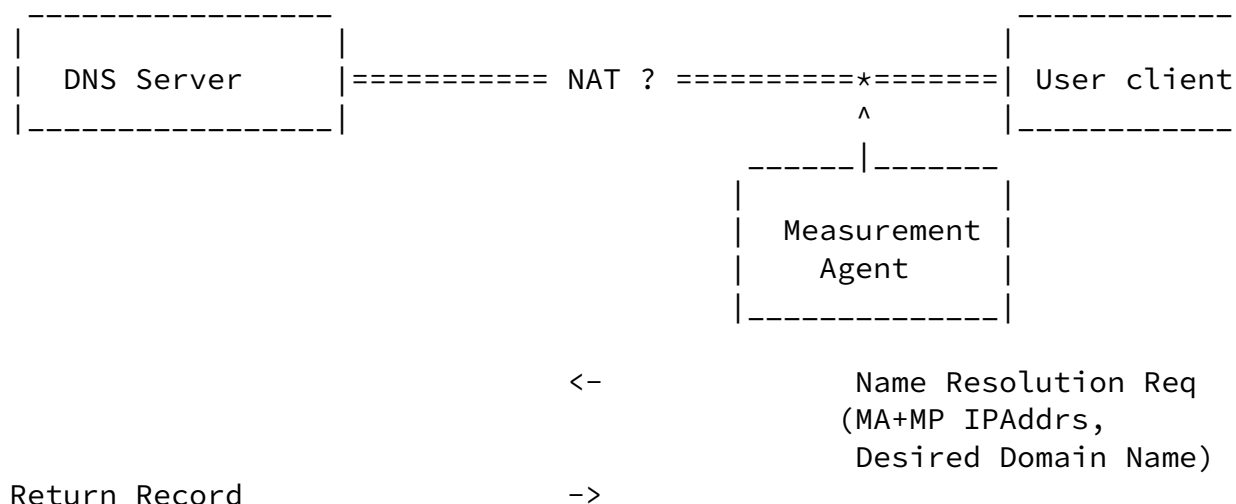 DNS Server =========== NAT ? ==========*======= User client
^
Measurement
Agent
<- Name Resolution Req
(MA+MP IPAddrs,
Desired Domain Name)
Return Record ->